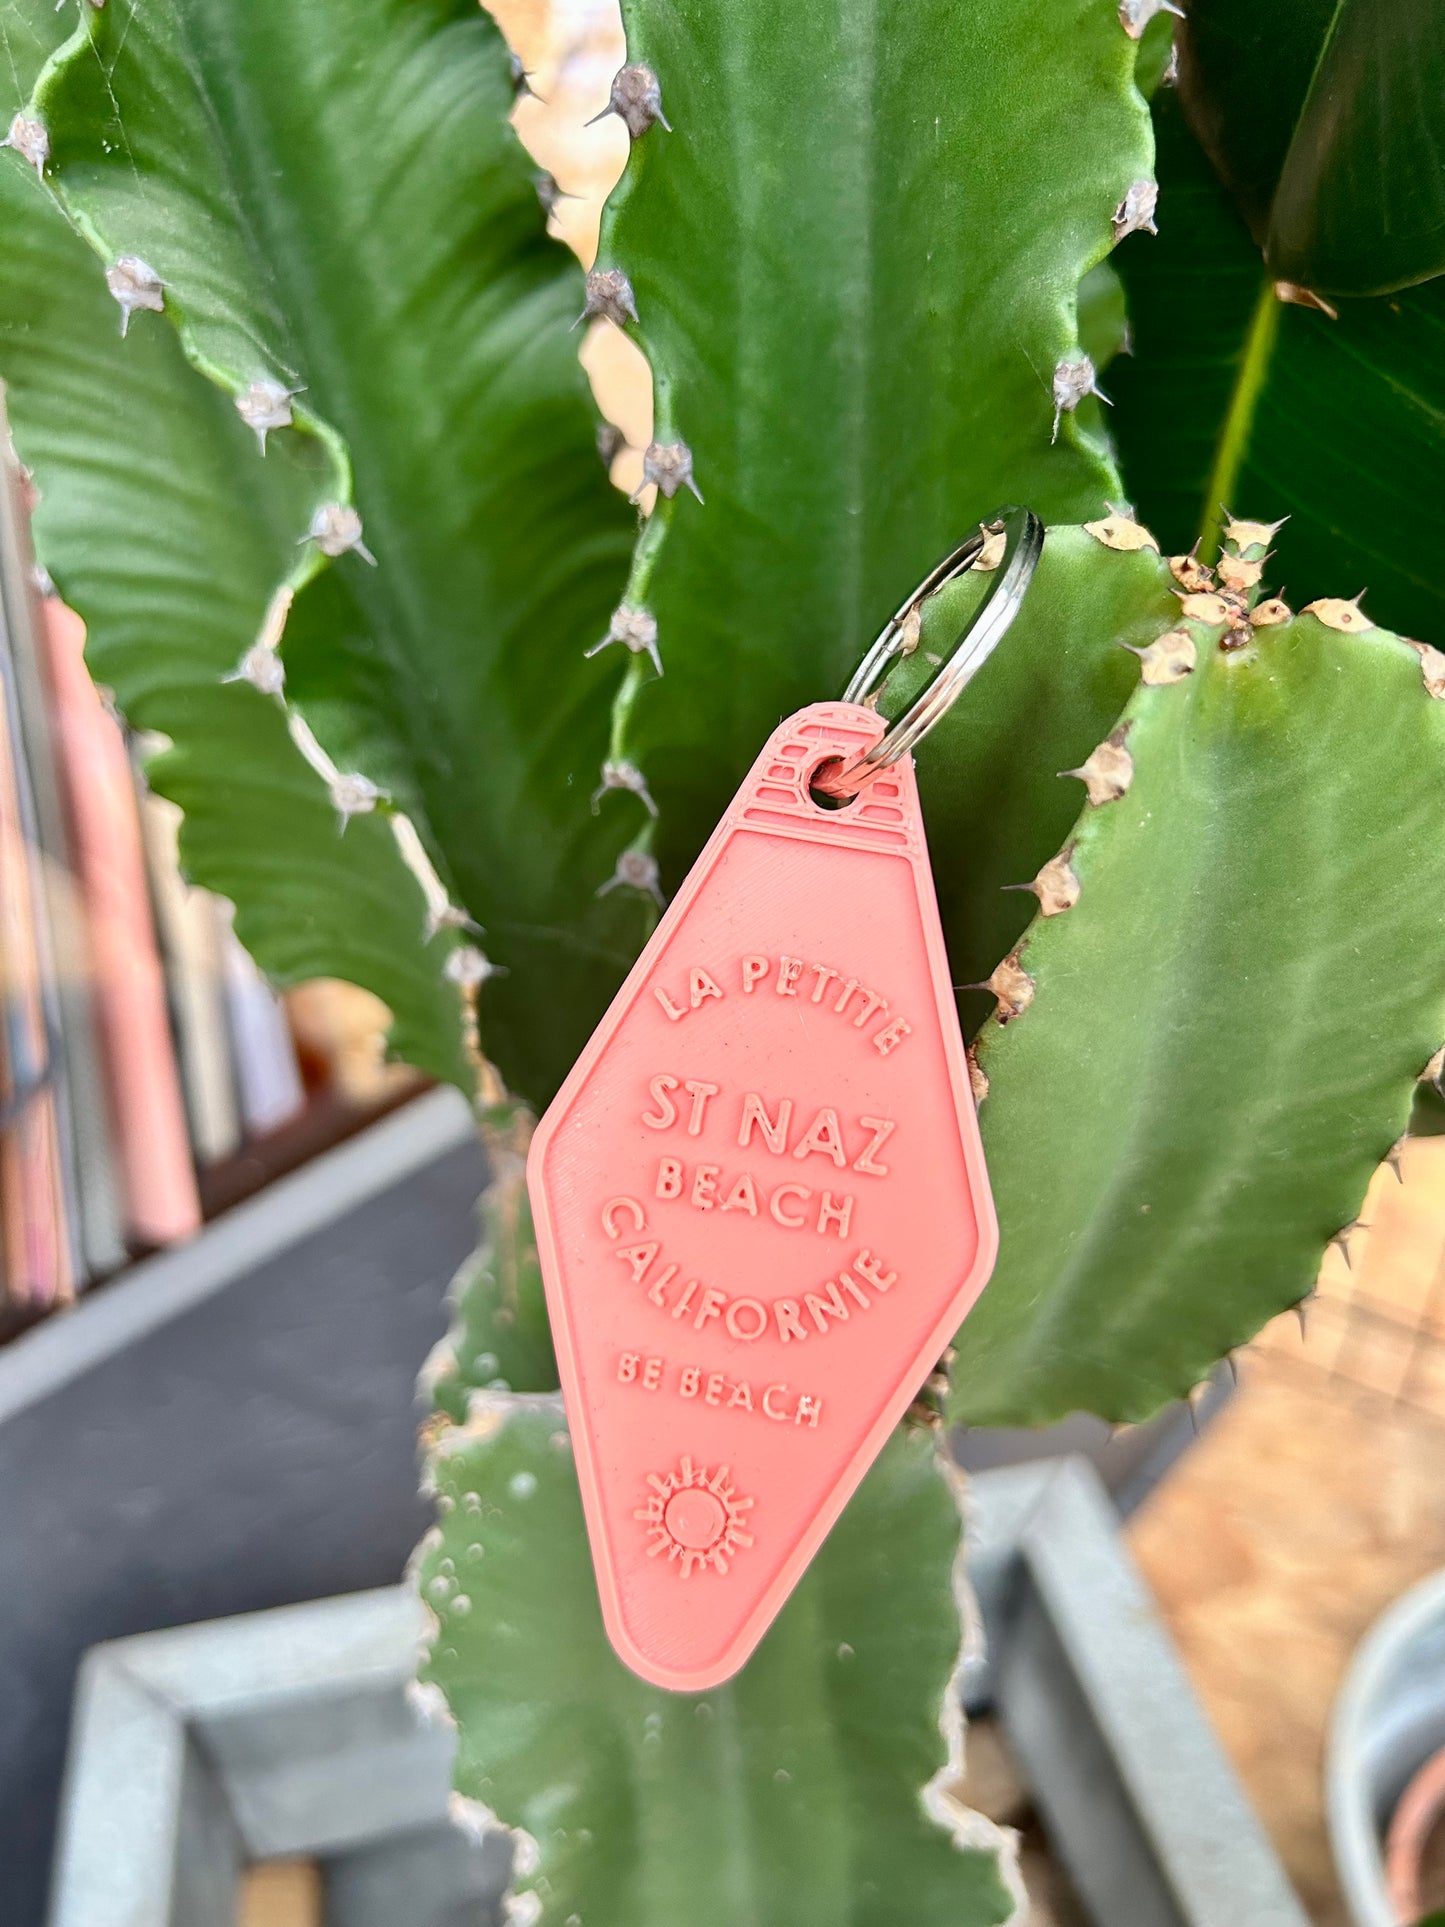 LA PETITE
ST NAZ
BEACH
CALIFORNIE
BE BEACH